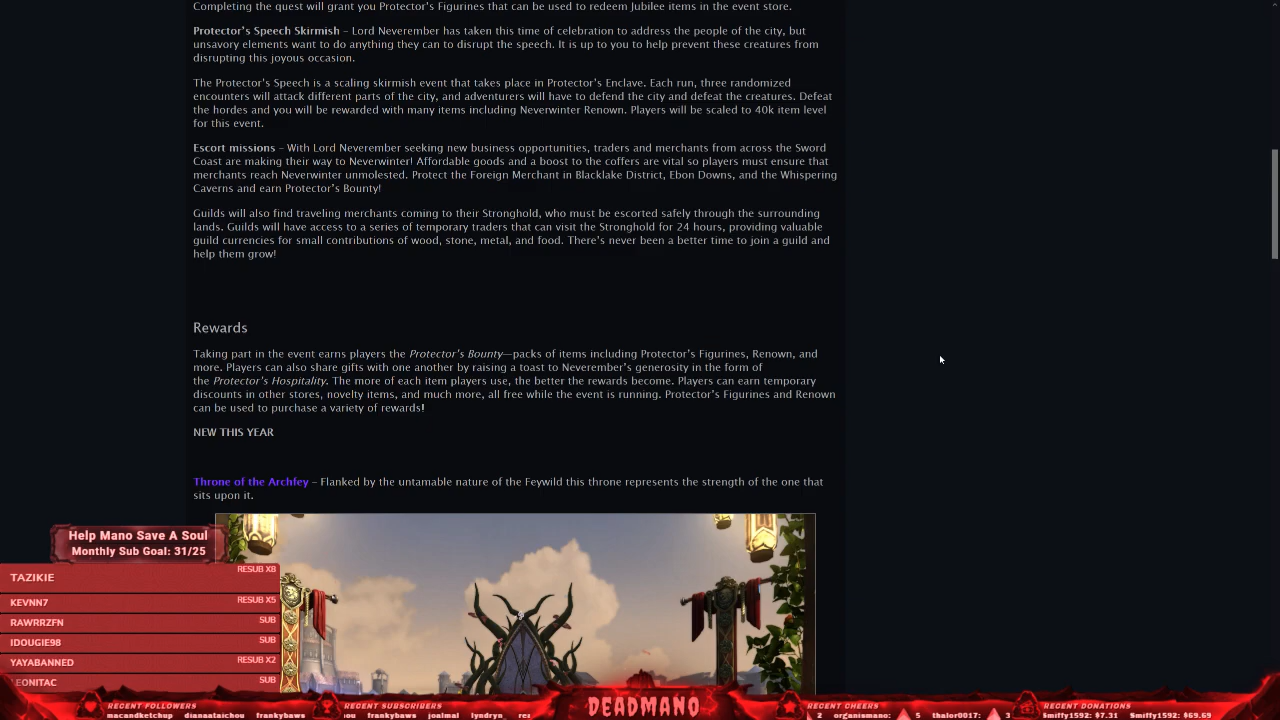 Completing the quest will grant you Protector's Figurines that can be used to redeem Jubilee items in the event store.
Protector's Speech Skirmish – Lord Neverember has taken this time of celebration to address the people of the city, but
unsavory elements want to do anything they can to disrupt the speech. It is up to you to help prevent these creatures from
disrupting this joyous occasion.
The Protector's Speech is a scaling skirmish event that takes place in Protector's Enclave. Each run, three randomized
encounters will attack different parts of the city, and adventurers will have to defend the city and defeat the creatures. Defeat
the hordes and you will be rewarded with many items including Neverwinter Renown. Players will be scaled to 40k item level
for this event.
Escort missions – With Lord Neverember seeking new business opportunities, traders and merchants from across the Sword
Coast are making their way to Neverwinter! Affordable goods and a boost to the coffers are vital so players must ensure that
merchants reach Neverwinter unmolested. Protect the Foreign Merchant in Blacklake District, Ebon Downs, and the Whispering
Caverns and earn Protector's Bounty!
Guilds will also find traveling merchants coming to their Stronghold, who must be escorted safely through the surrounding
lands. Guilds will have access to a series of temporary traders that can visit the Stronghold for 24 hours, providing valuable
guild currencies for small contributions of wood, stone, metal, and food. There's never been a better time to join a guild and
help them grow!
Rewards
Taking part in the event earns players the Protector's Bounty—packs of items including Protector's Figurines, Renown, and
more. Players can also share gifts with one another by raising a toast to Neverember's generosity in the form of
the Protector's Hospitality. The more of each item players use, the better the rewards become. Players can earn temporary
discounts in other stores, novelty items, and much more, all free while the event is running. Protector's Figurines and Renown
can be used to purchase a variety of rewards!
NEW THIS YEAR
Throne of the Archfey – Flanked by the untamable nature of the Feywild this throne represents the strength of the one that
sits upon it.
Help Mano Save A Soul
Monthly Sub Goal: 31/25
TAZIKIE RESUB X8
KEVNN7 RESUB X5
RAWRRZFN SUB
IDOUGIE98 SUB
YAYABANNED RESUB X2
LEONITAC SUB
RECENT FOLLOWERS RECENT SUBSCRIBERS DEADMANO RECENT CHEERS RECENT DONATIONS
macandketchup dianaataichou frankybaws frankybaws joalmal lyndryn_ 2 organismano: 5 thalor0017: 3 Smiffy1592: $7.31 Smiffy1592: $69.69